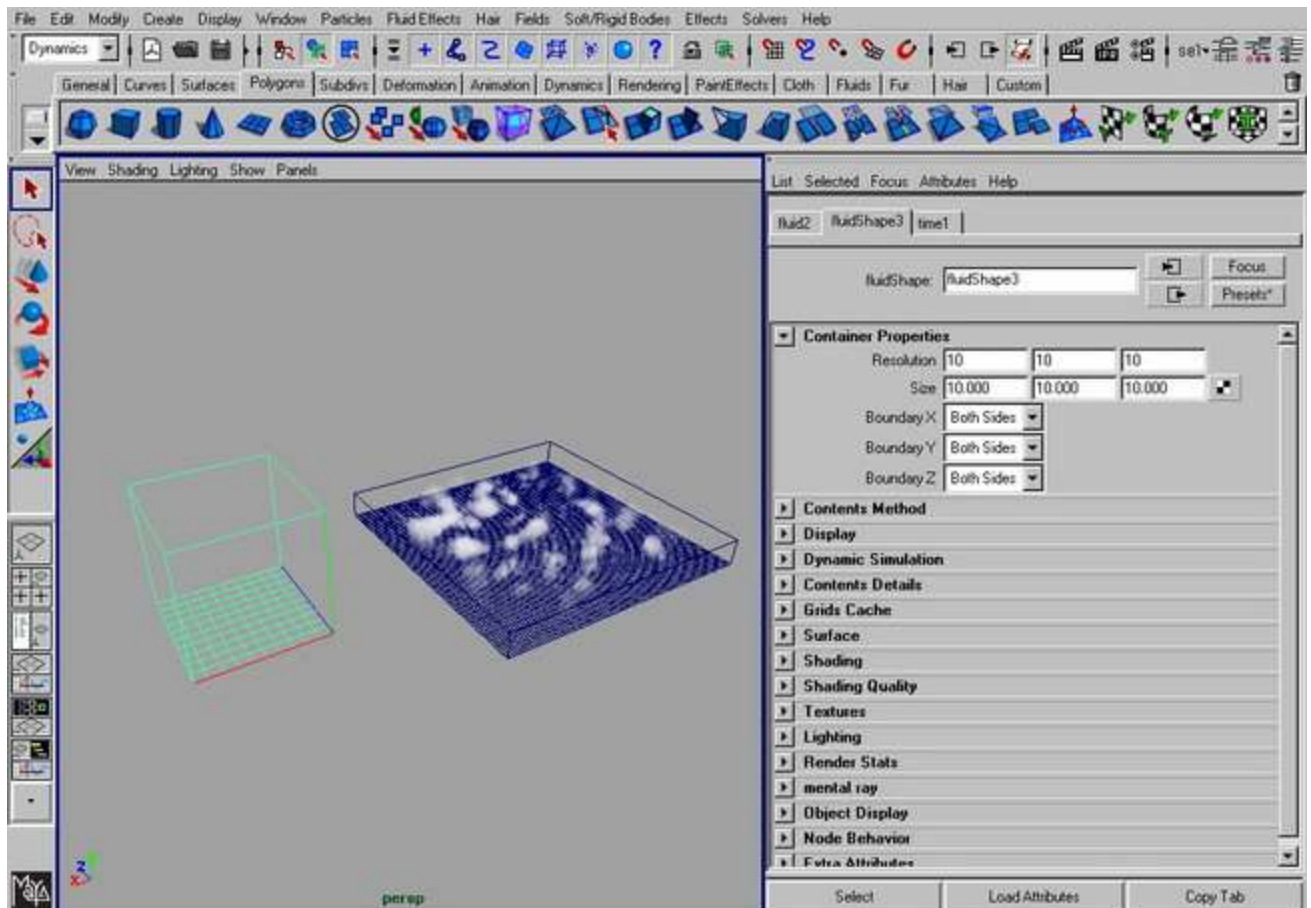 File Edit Modify Create Display Window Particles Fluid Effects Hair Fields Soft/Rigid Bodies Effects Solvers Help
Dynamics sel
General Curves Surfaces Polygons Subdivs Deformation Animation Dynamics Rendering PaintEffects Cloth Fluids Fur Hair Custom
View Shading Lighting Show Panels
List Selected Focus Attributes Help
fluid2 fluidShape3 time1
fluidShape: fluidShape3
Focus
Presets*
Container Properties
Resolution 10 10 10
Size 10.000 10.000 10.000
Boundary X Both Sides
Boundary Y Both Sides
Boundary Z Both Sides
Contents Method
Display
Dynamic Simulation
Contents Details
Grids Cache
Surface
Shading
Shading Quality
Textures
Lighting
Render Stats
mental ray
Object Display
Node Behavior
Extra Attributes
z
x
persp
Maya
Select Load Attributes Copy Tab